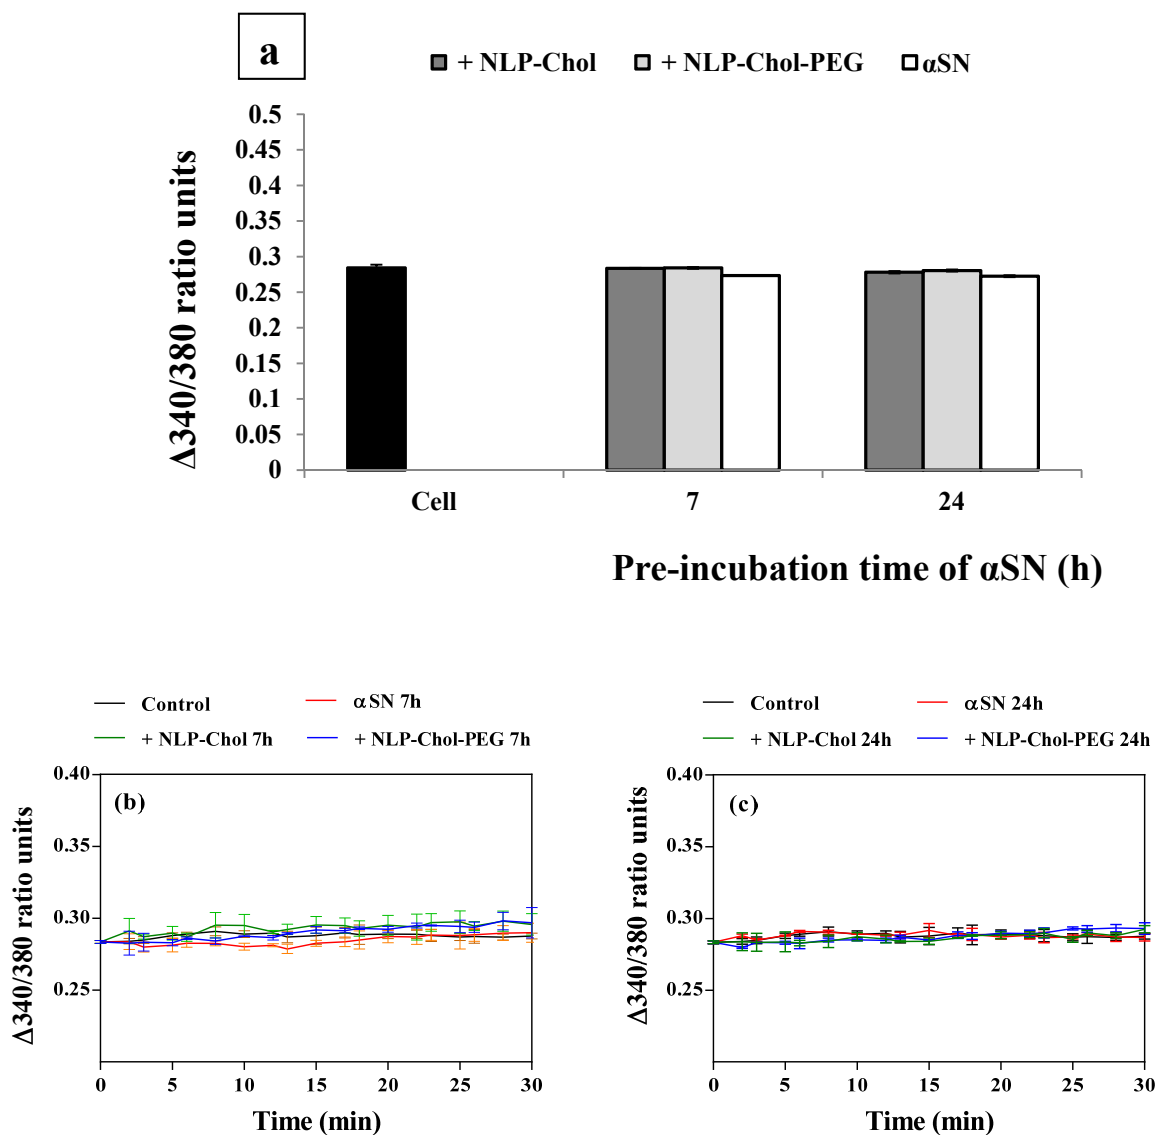 a
+ NLP-Chol + NLP-Chol-PEG αSN
Δ340/380 ratio units
0.5
0.45
0.4
0.35
0.3
0.25
0.2
0.15
0.1
0.05
0
Cell 7 24
Pre-incubation time of αSN (h)
Control αSN 7h
+ NLP-Chol 7h + NLP-Chol-PEG 7h
(b)
Δ340/380 ratio units
0.40
0.35
0.30
0.25
0 5 10 15 20 25 30
Time (min)
Control αSN 24h
+ NLP-Chol 24h + NLP-Chol-PEG 24h
(c)
Δ340/380 ratio units
0.40
0.35
0.30
0.25
0 5 10 15 20 25 30
Time (min)